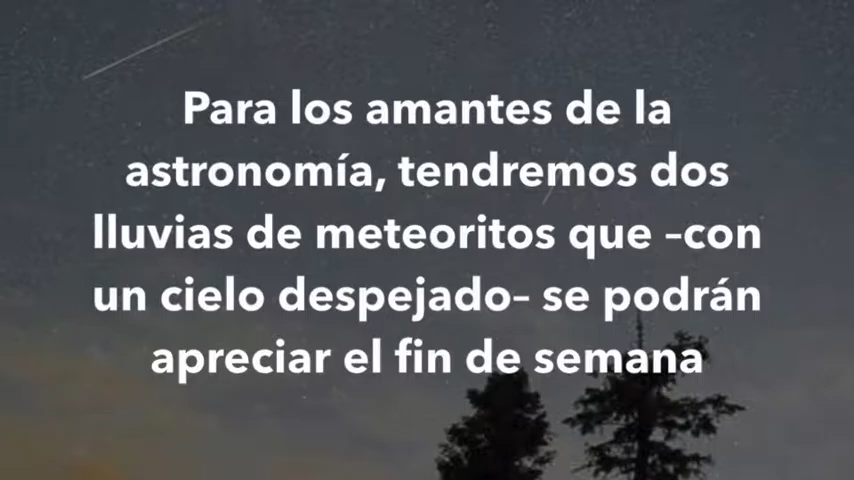 Para los amantes de la
astronomía, tendremos dos
lluvias de meteoritos que –con
un cielo despejado– se podrán
apreciar el fin de semana